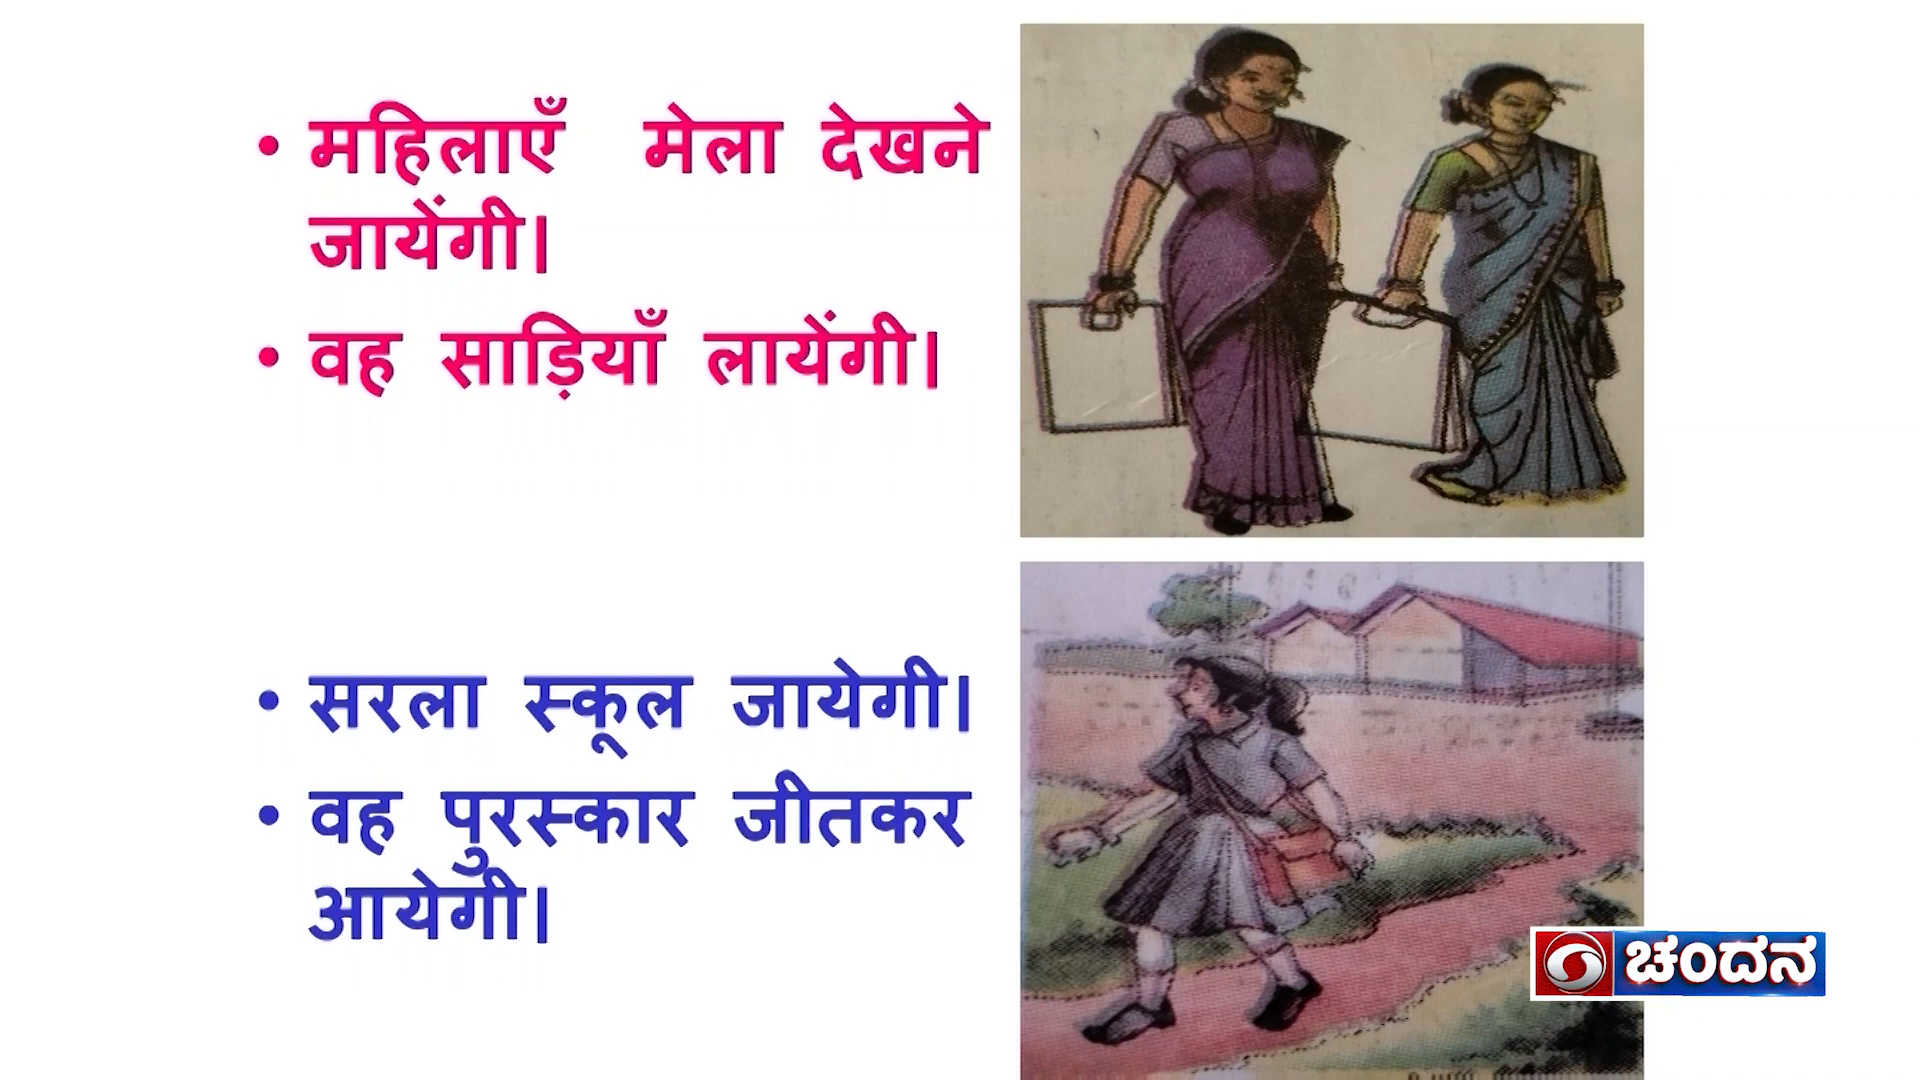 • महिलाएँ मेला देखने
जायेंगी।
• वह साड़ियाँ लायेंगी।
• सरला स्कूल जायेगी।
• वह पुरस्कार जीतकर
आयेगी।
ಚಂದನ